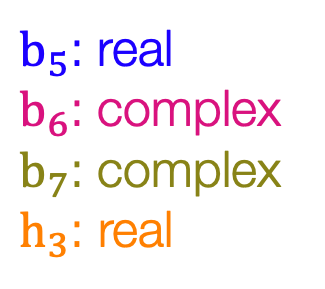 b₅: real
b₆: complex
b₇: complex
h₃: real